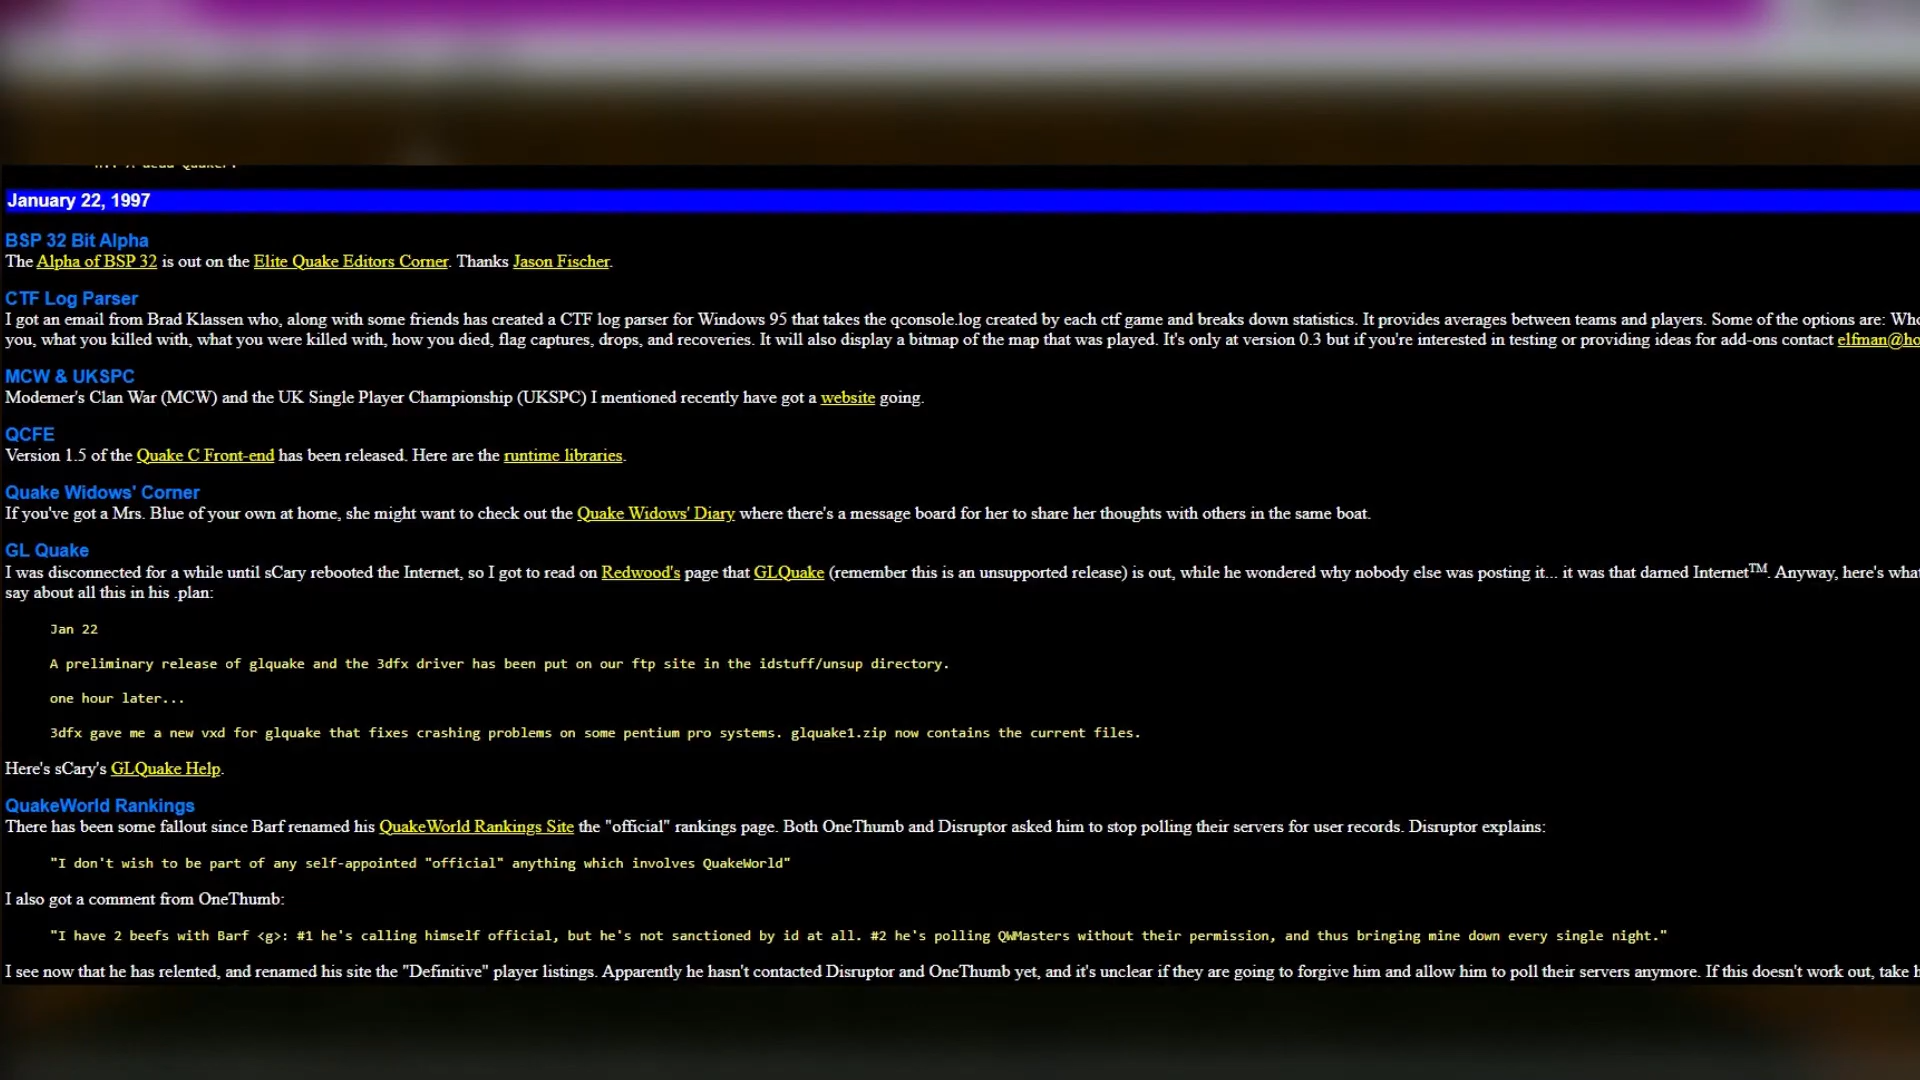 January 22, 1997
BSP 32 Bit Alpha
The Alpha of BSP 32 is out on the Elite Quake Editors Corner. Thanks Jason Fischer.
CTF Log Parser
I got an email from Brad Klassen who, along with some friends has created a CTF log parser for Windows 95 that takes the qconsole.log created by each ctf game and breaks down statistics. It provides averages between teams and players. Some of the options are: Who
you, what you killed with, what you were killed with, how you died, flag captures, drops, and recoveries. It will also display a bitmap of the map that was played. It's only at version 0.3 but if you're interested in testing or providing ideas for add-ons contact elfman@ho
MCW & UKSPC
Modemer's Clan War (MCW) and the UK Single Player Championship (UKSPC) I mentioned recently have got a website going.
QCFE
Version 1.5 of the Quake C Front-end has been released. Here are the runtime libraries.
Quake Widows' Corner
If you've got a Mrs. Blue of your own at home, she might want to check out the Quake Widows' Diary where there's a message board for her to share her thoughts with others in the same boat.
GL Quake
I was disconnected for a while until sCary rebooted the Internet, so I got to read on Redwood's page that GLQuake (remember this is an unsupported release) is out, while he wondered why nobody else was posting it... it was that darned Internet™. Anyway, here's what
say about all this in his .plan:
Jan 22
A preliminary release of glquake and the 3dfx driver has been put on our ftp site in the idstuff/unsup directory.
one hour later...
3dfx gave me a new vxd for glquake that fixes crashing problems on some pentium pro systems. glquake1.zip now contains the current files.
Here's sCary's GLQuake Help.
QuakeWorld Rankings
There has been some fallout since Barf renamed his QuakeWorld Rankings Site the "official" rankings page. Both OneThumb and Disruptor asked him to stop polling their servers for user records. Disruptor explains:
"I don't wish to be part of any self-appointed "official" anything which involves QuakeWorld"
I also got a comment from OneThumb:
"I have 2 beefs with Barf <g>: #1 he's calling himself official, but he's not sanctioned by id at all. #2 he's polling QWMasters without their permission, and thus bringing mine down every single night."
I see now that he has relented, and renamed his site the "Definitive" player listings. Apparently he hasn't contacted Disruptor and OneThumb yet, and it's unclear if they are going to forgive him and allow him to poll their servers anymore. If this doesn't work out, take